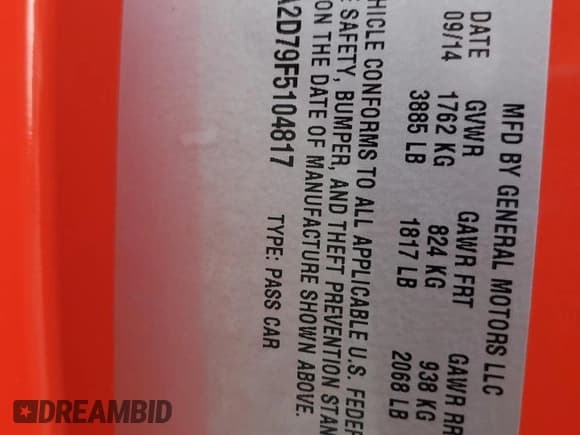 MFD BY GENERAL MOTORS LLC
DATE GVWR GAWR FRT GAWR RR
09/14 1762 KG 824 KG 938 KG
3885 LB 1817 LB 2068 LB
HICLE CONFORMS TO ALL APPLICABLE U.S. FEDER
SAFETY, BUMPER, AND THEFT PREVENTION STAN
ON THE DATE OF MANUFACTURE SHOWN ABOVE.
A2D79F5104817 TYPE: PASS CAR
DREAMBID